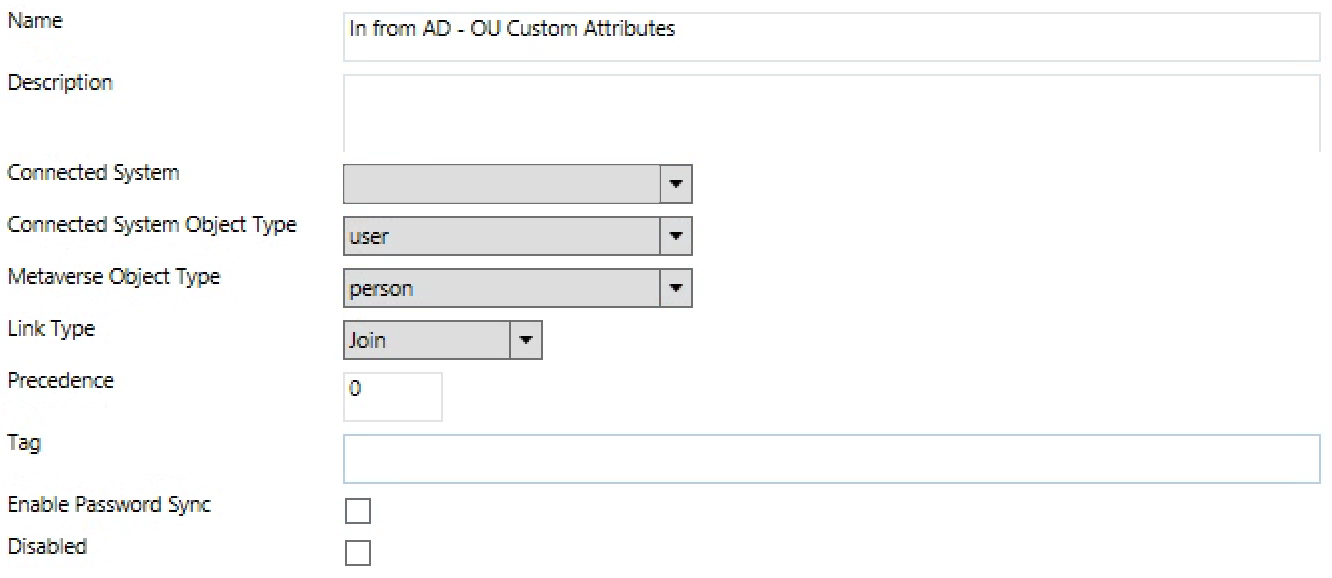 Name
In from AD - OU Custom Attributes
Description
Connected System
Connected System Object Type
user
Metaverse Object Type
person
Link Type
Join
Precedence
0
Tag
Enable Password Sync
Disabled